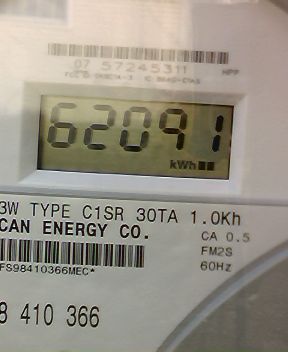 07 57245311
62091
kWh
3W TYPE C1SR 30TA 1.0Kh
CAN ENERGY CO.
CA 0.5
FM2S
FS98410366MEC*
60Hz
8 410 366